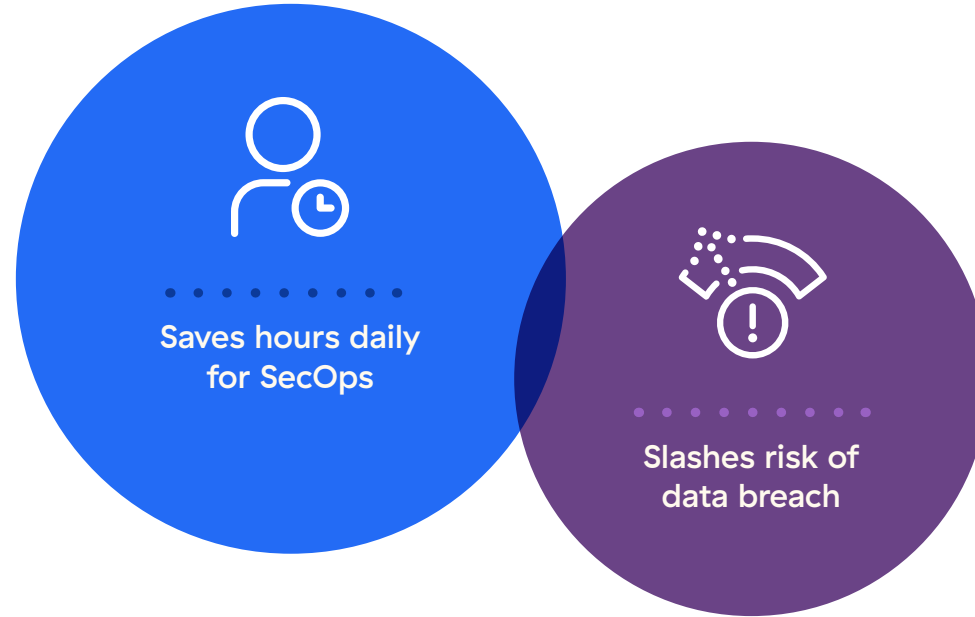 Saves hours daily
for SecOps
Slashes risk of
data breach